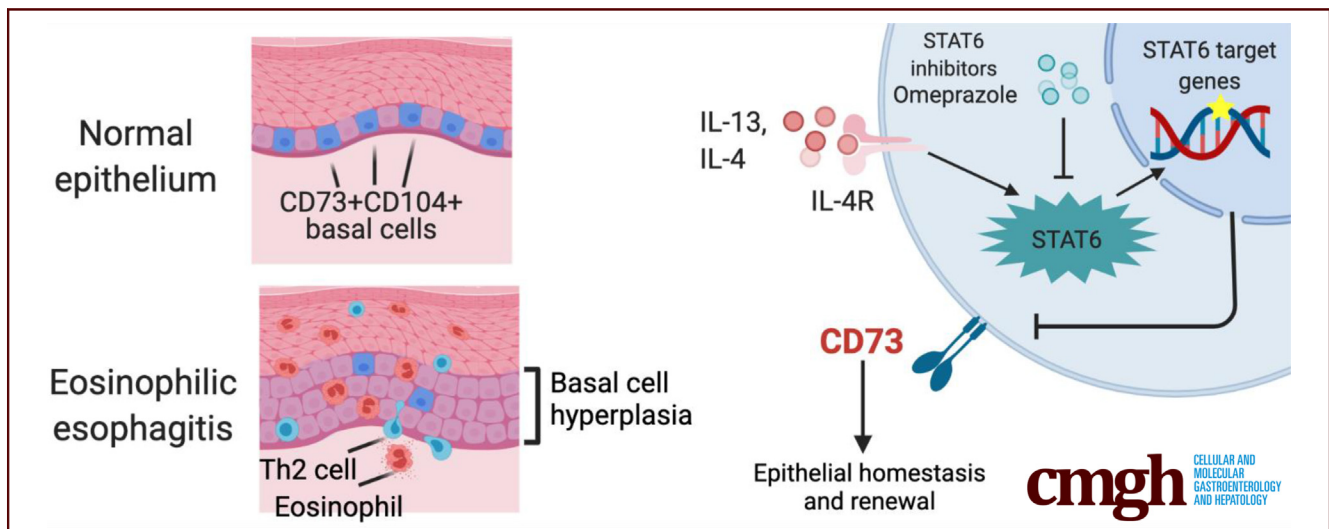 Normal
epithelium
CD73+CD104+
basal cells
Eosinophilic
esophagitis
Basal cell
hyperplasia
Th2 cell
Eosinophil
STAT6
inhibitors
Omeprazole
STAT6 target
genes
IL-13,
IL-4
IL-4R
STAT6
CD73
Epithelial homestasis
and renewal
cmgh
CELLULAR AND
MOLECULAR
GASTROENTEROLOGY
AND HEPATOLOGY